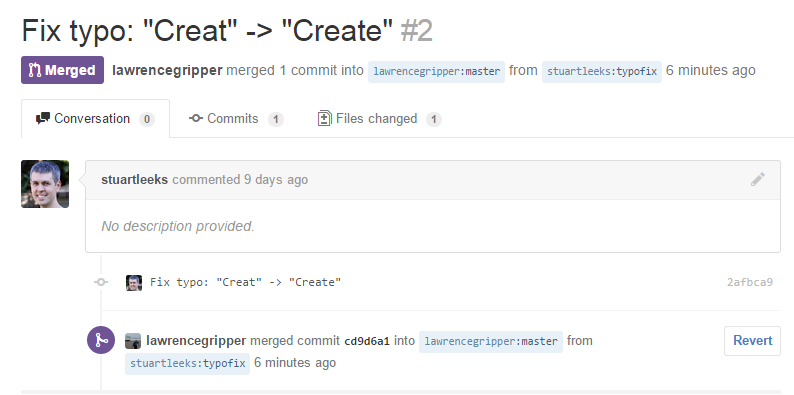 Fix typo: "Creat" -> "Create" #2
Merged lawrencegripper merged 1 commit into lawrencegripper:master from stuartleeks:typofix 6 minutes ago
Conversation 0 Commits 1 Files changed 1
stuartleeks commented 9 days ago
No description provided.
Fix typo: "Creat" -> "Create" 2afbca9
lawrencegripper merged commit cd9d6a1 into lawrencegripper:master from Revert
stuartleeks:typofix 6 minutes ago